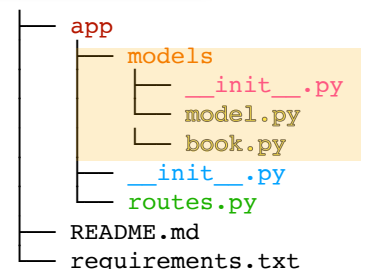 app
models
__init__.py
model.py
book.py
__init__.py
routes.py
README.md
requirements.txt